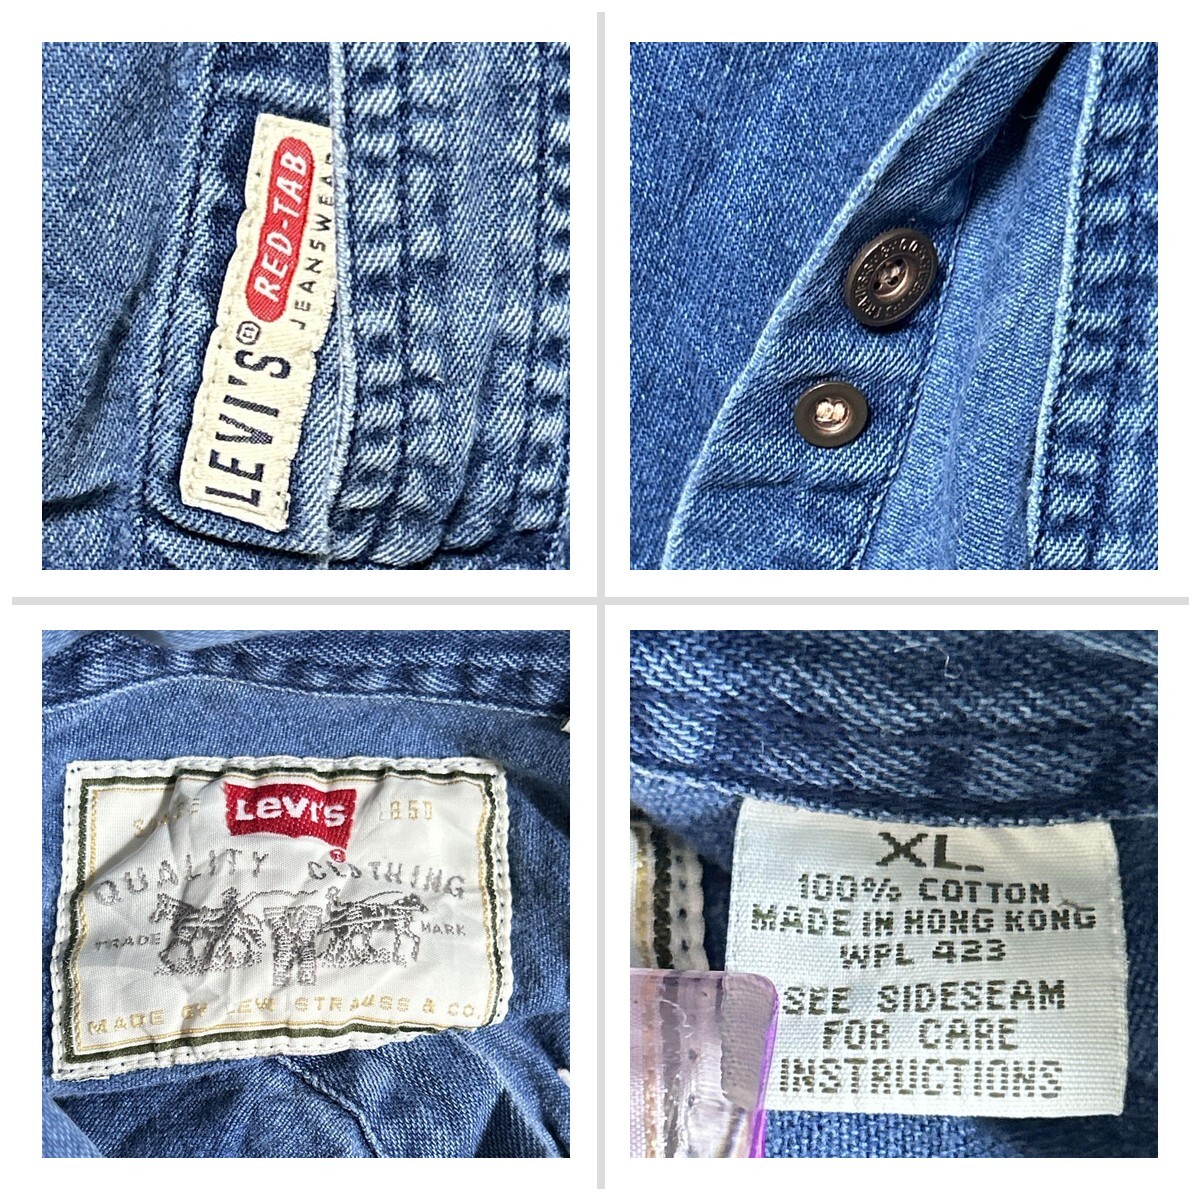 LEVI'S®
RED-TAB
JEANSWEAR
LEVI'S
®
1850
QUALITY CLOTHING
TRADE MARK
MADE BY LEVI STRAUSS & CO.
XL
100% COTTON
MADE IN HONG KONG
WPL 423
SEE SIDESEAM
FOR CARE
INSTRUCTIONS